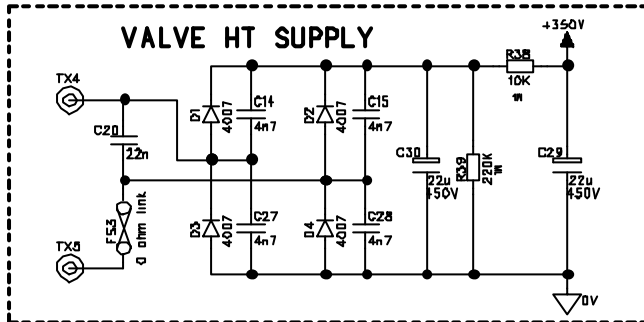 VALVE HT SUPPLY
+350V
TX4
C20
22n
FS3
0 ohm link
TX5
D1
4007
C14
4n7
D2
4007
C15
4n7
D3
4007
C27
4n7
D4
4007
C28
4n7
C30
22u
450V
R39
220K
1W
R38
10K
1W
C29
22u
450V
0V